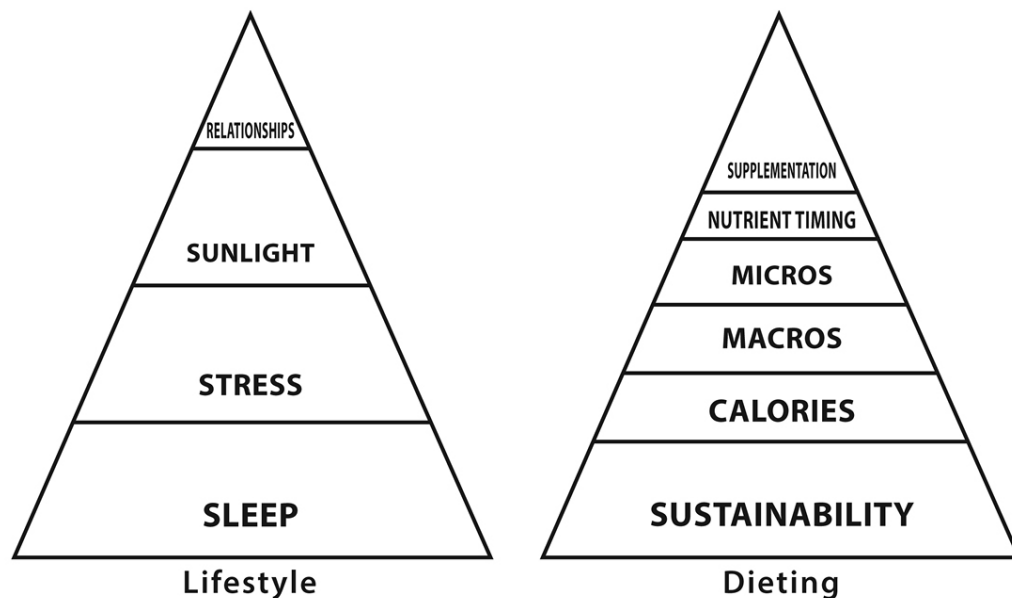 RELATIONSHIPS
SUNLIGHT
STRESS
SLEEP
Lifestyle
SUPPLEMENTATION
NUTRIENT TIMING
MICROS
MACROS
CALORIES
SUSTAINABILITY
Dieting